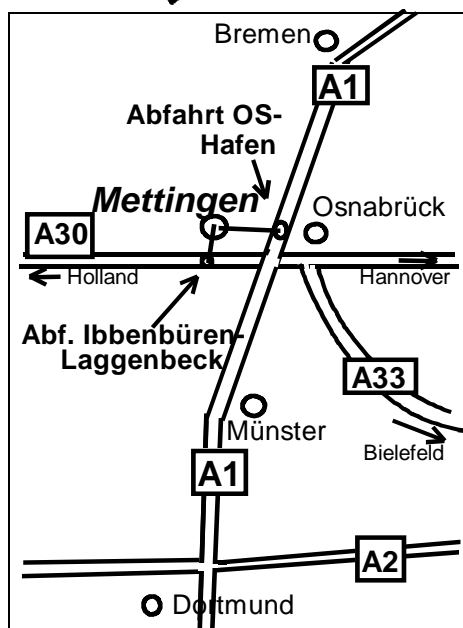 Bremen
A1
Abfahrt OS-
Hafen
Mettingen
Osnabrück
A30
Holland
Hannover
Abf. Ibbenbüren-
Laggenbeck
A33
Münster
Bielefeld
A1
A2
Dortmund